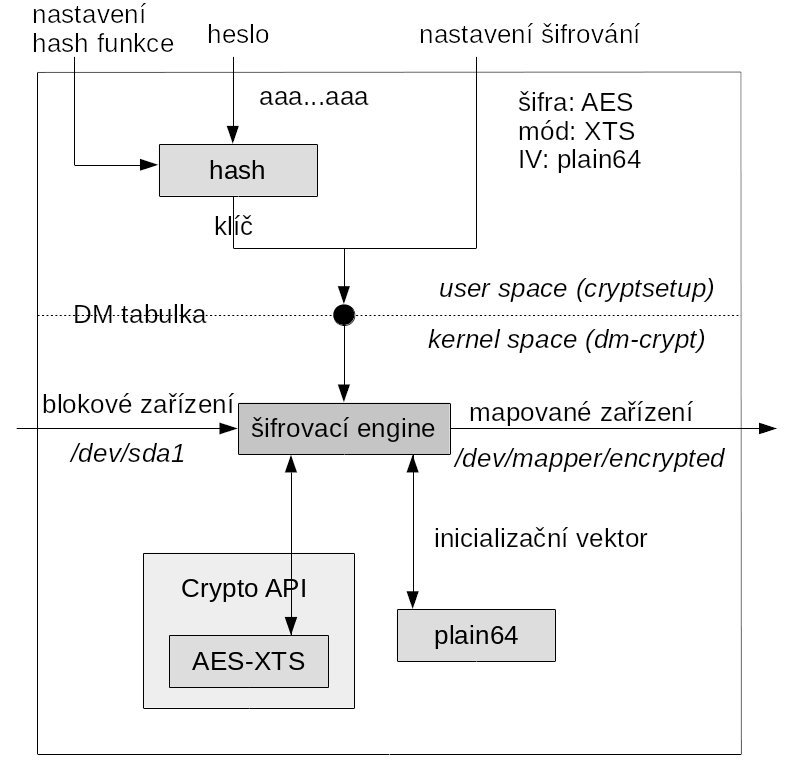 nastavení
hash funkce
heslo
nastavení šifrování
aaa...aaa
šifra: AES
mód: XTS
IV: plain64
hash
klíč
user space (cryptsetup)
DM tabulka
kernel space (dm-crypt)
blokové zařízení
/dev/sda1
šifrovací engine
mapované zařízení
/dev/mapper/encrypted
inicializační vektor
Crypto API
AES-XTS
plain64